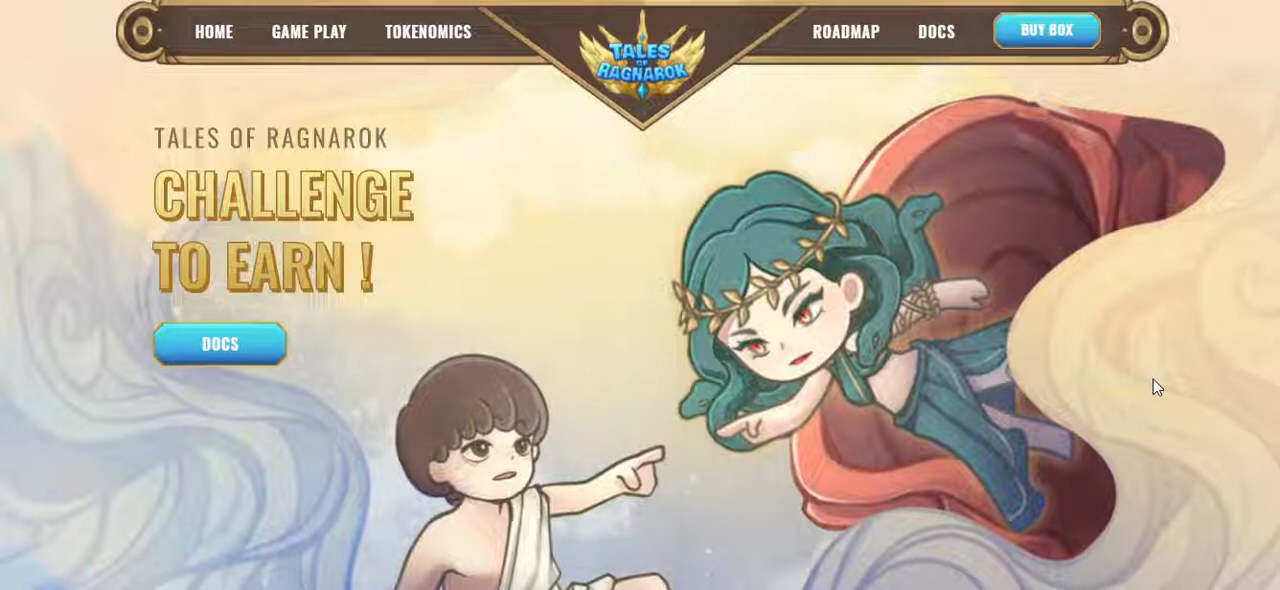 HOME GAME PLAY TOKENOMICS
TALES
OF
RAGNAROK
ROADMAP DOCS BUY BOX
TALES OF RAGNAROK
CHALLENGE
TO EARN !
DOCS